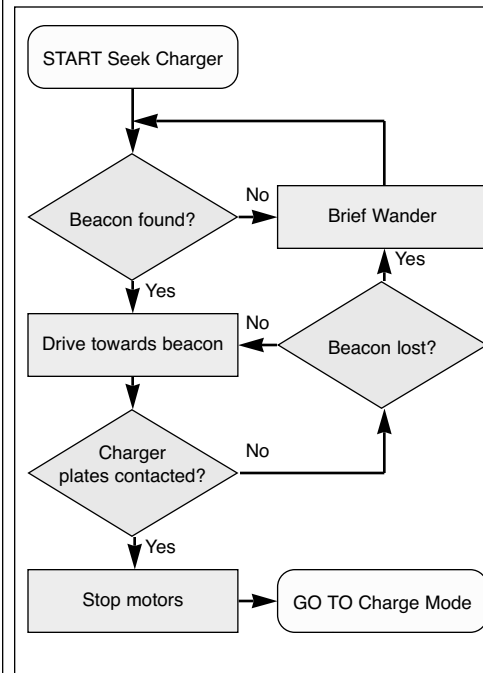 START Seek Charger
Beacon found?
No
Brief Wander
Yes
Yes
Drive towards beacon
No
Beacon lost?
Charger
plates contacted?
No
Yes
Stop motors
GO TO Charge Mode